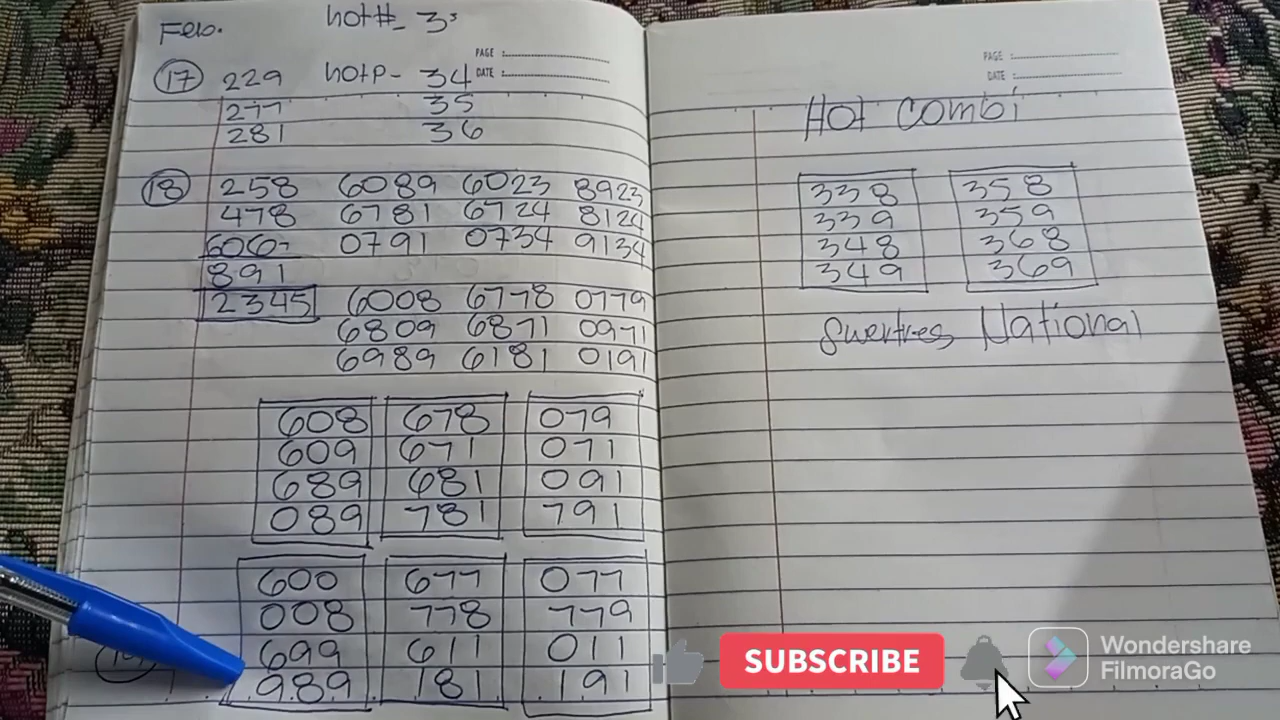 Feb. hot#- 3s
PAGE :
17 229 hotp- 34
DATE :
277 35
281 36
18 258 6089 6023 8923
478 6781 6724 8124
6067 0791 0734 9134
891
2345 6008 6778 0779
6809 6871 0971
6989 6181 0191
608 678 079
609 671 071
689 681 091
089 781 791
600 677 077
008 778 779
699 611 011
989 181 191
PAGE :
DATE :
Hot Combi
338 358
339 359
348 368
349 369
Swertres National
SUBSCRIBE
Wondershare
FilmoraGo